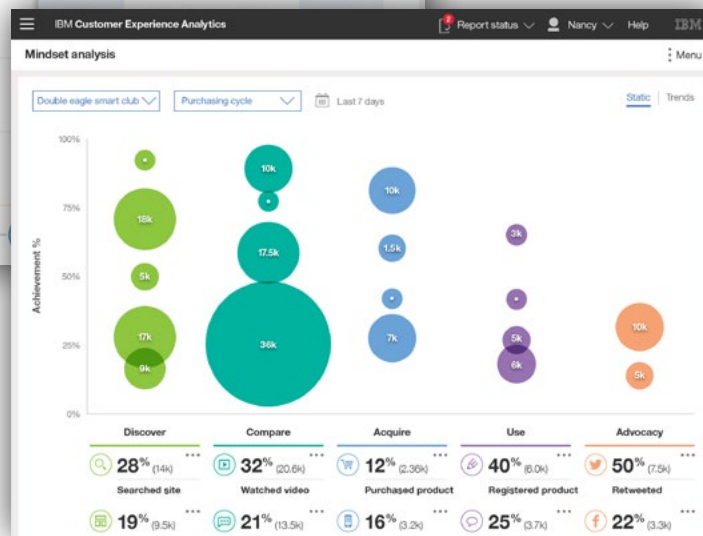 IBM Customer Experience Analytics
2 Report status Nancy Help IBM
Mindset analysis
Menu
Double eagle smart club Purchasing cycle Last 7 days Static Trends
100%
75%
50%
25%
0%
Achievement %
18k
5k
17k
9k
10k
17.5k
36k
10k
1.5k
7k
3k
5k
6k
10k
5k
Discover Compare Acquire Use Advocacy
28% (14k) 32% (20.6k) 12% (2.36k) 40% (6.0k) 50% (7.5k)
Searched site Watched video Purchased product Registered product Retweeted
19% (9.5k) 21% (13.5k) 16% (3.2k) 25% (3.7k) 22% (3.3k)